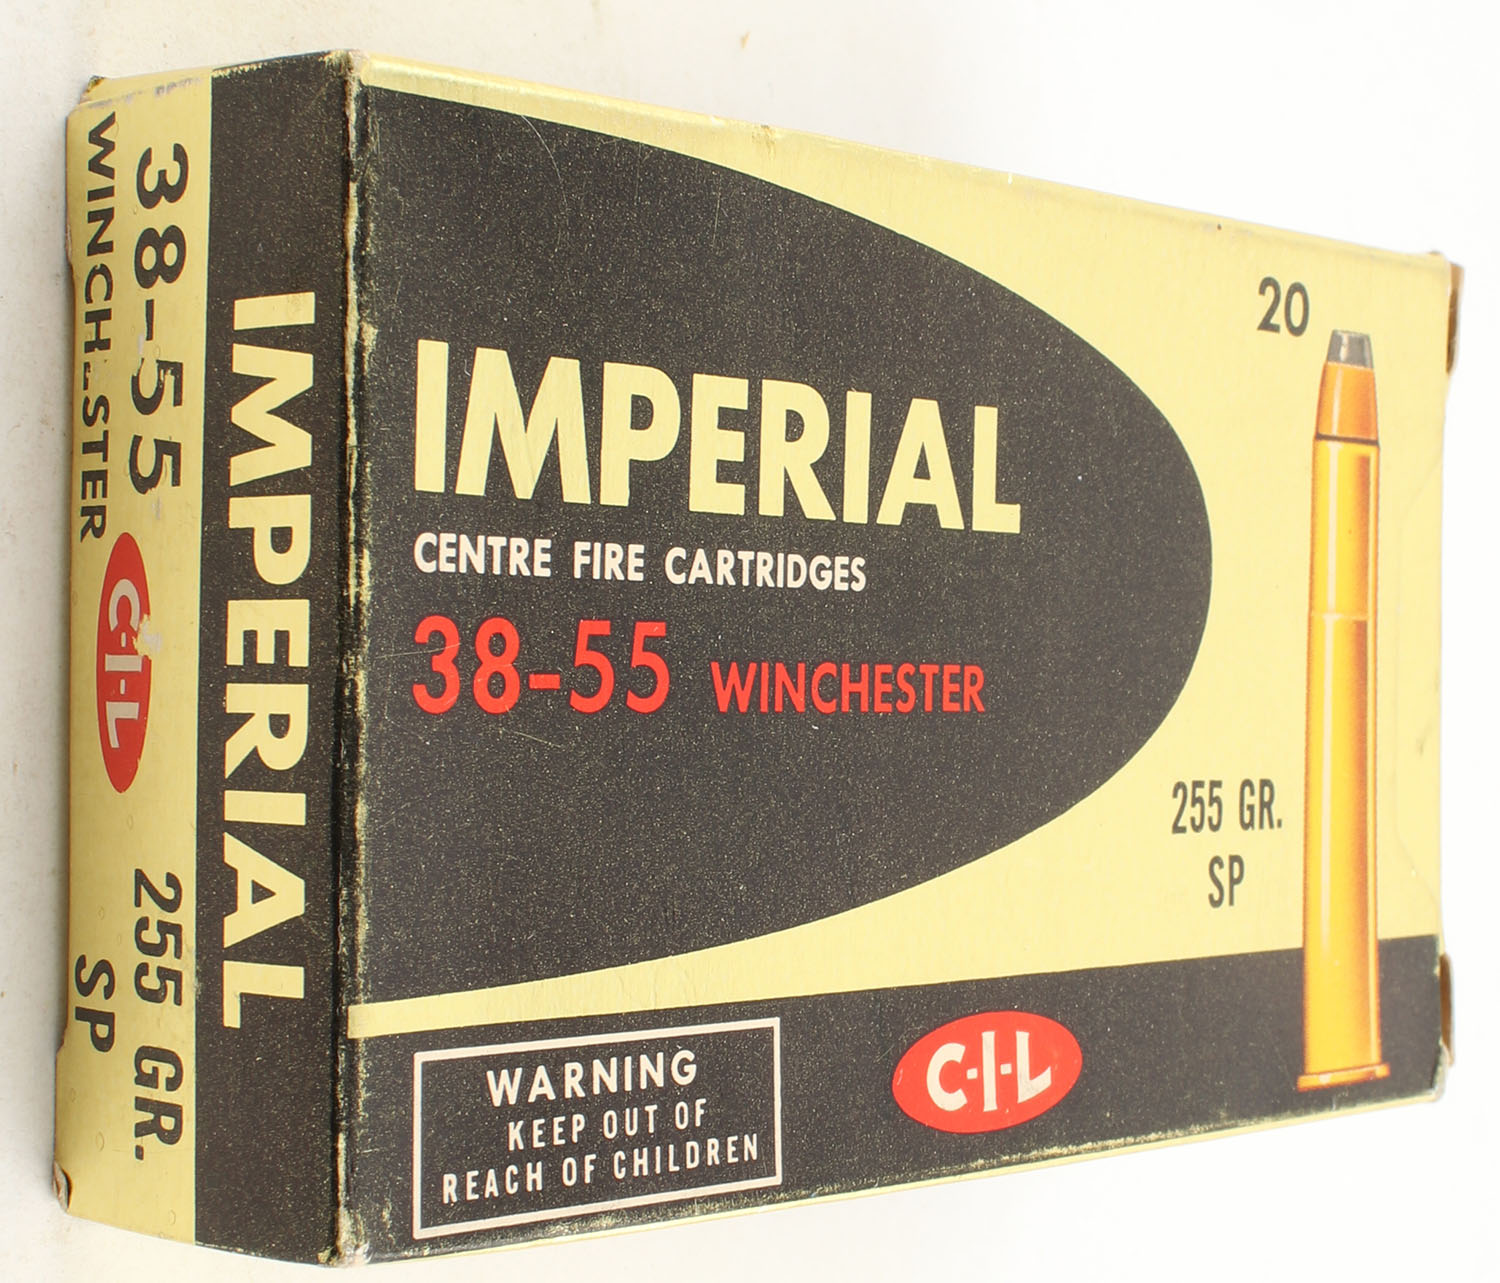 IMPERIAL
CENTRE FIRE CARTRIDGES
38-55 WINCHESTER
20
255 GR.
SP
WARNING
KEEP OUT OF
REACH OF CHILDREN
C-I-L
IMPERIAL
38-55
WINCHESTER
C-I-L
255 GR.
SP